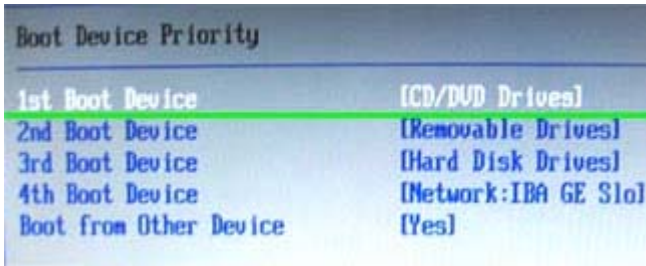 Boot Device Priority
1st Boot Device [CD/DVD Drives]
2nd Boot Device [Removable Drives]
3rd Boot Device [Hard Disk Drives]
4th Boot Device [Network:IBA GE Slo]
Boot from Other Device [Yes]